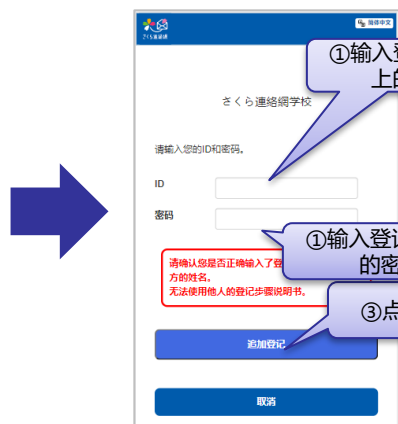 さくら連絡網
简体中文
①输入登
上的
さくら連絡網学校
请输入您的ID和密码。
ID
密码
①输入登记
的密
请确认您是否正确输入了登
方的姓名。
无法使用他人的登记步骤说明书。
③点
追加登记
取消